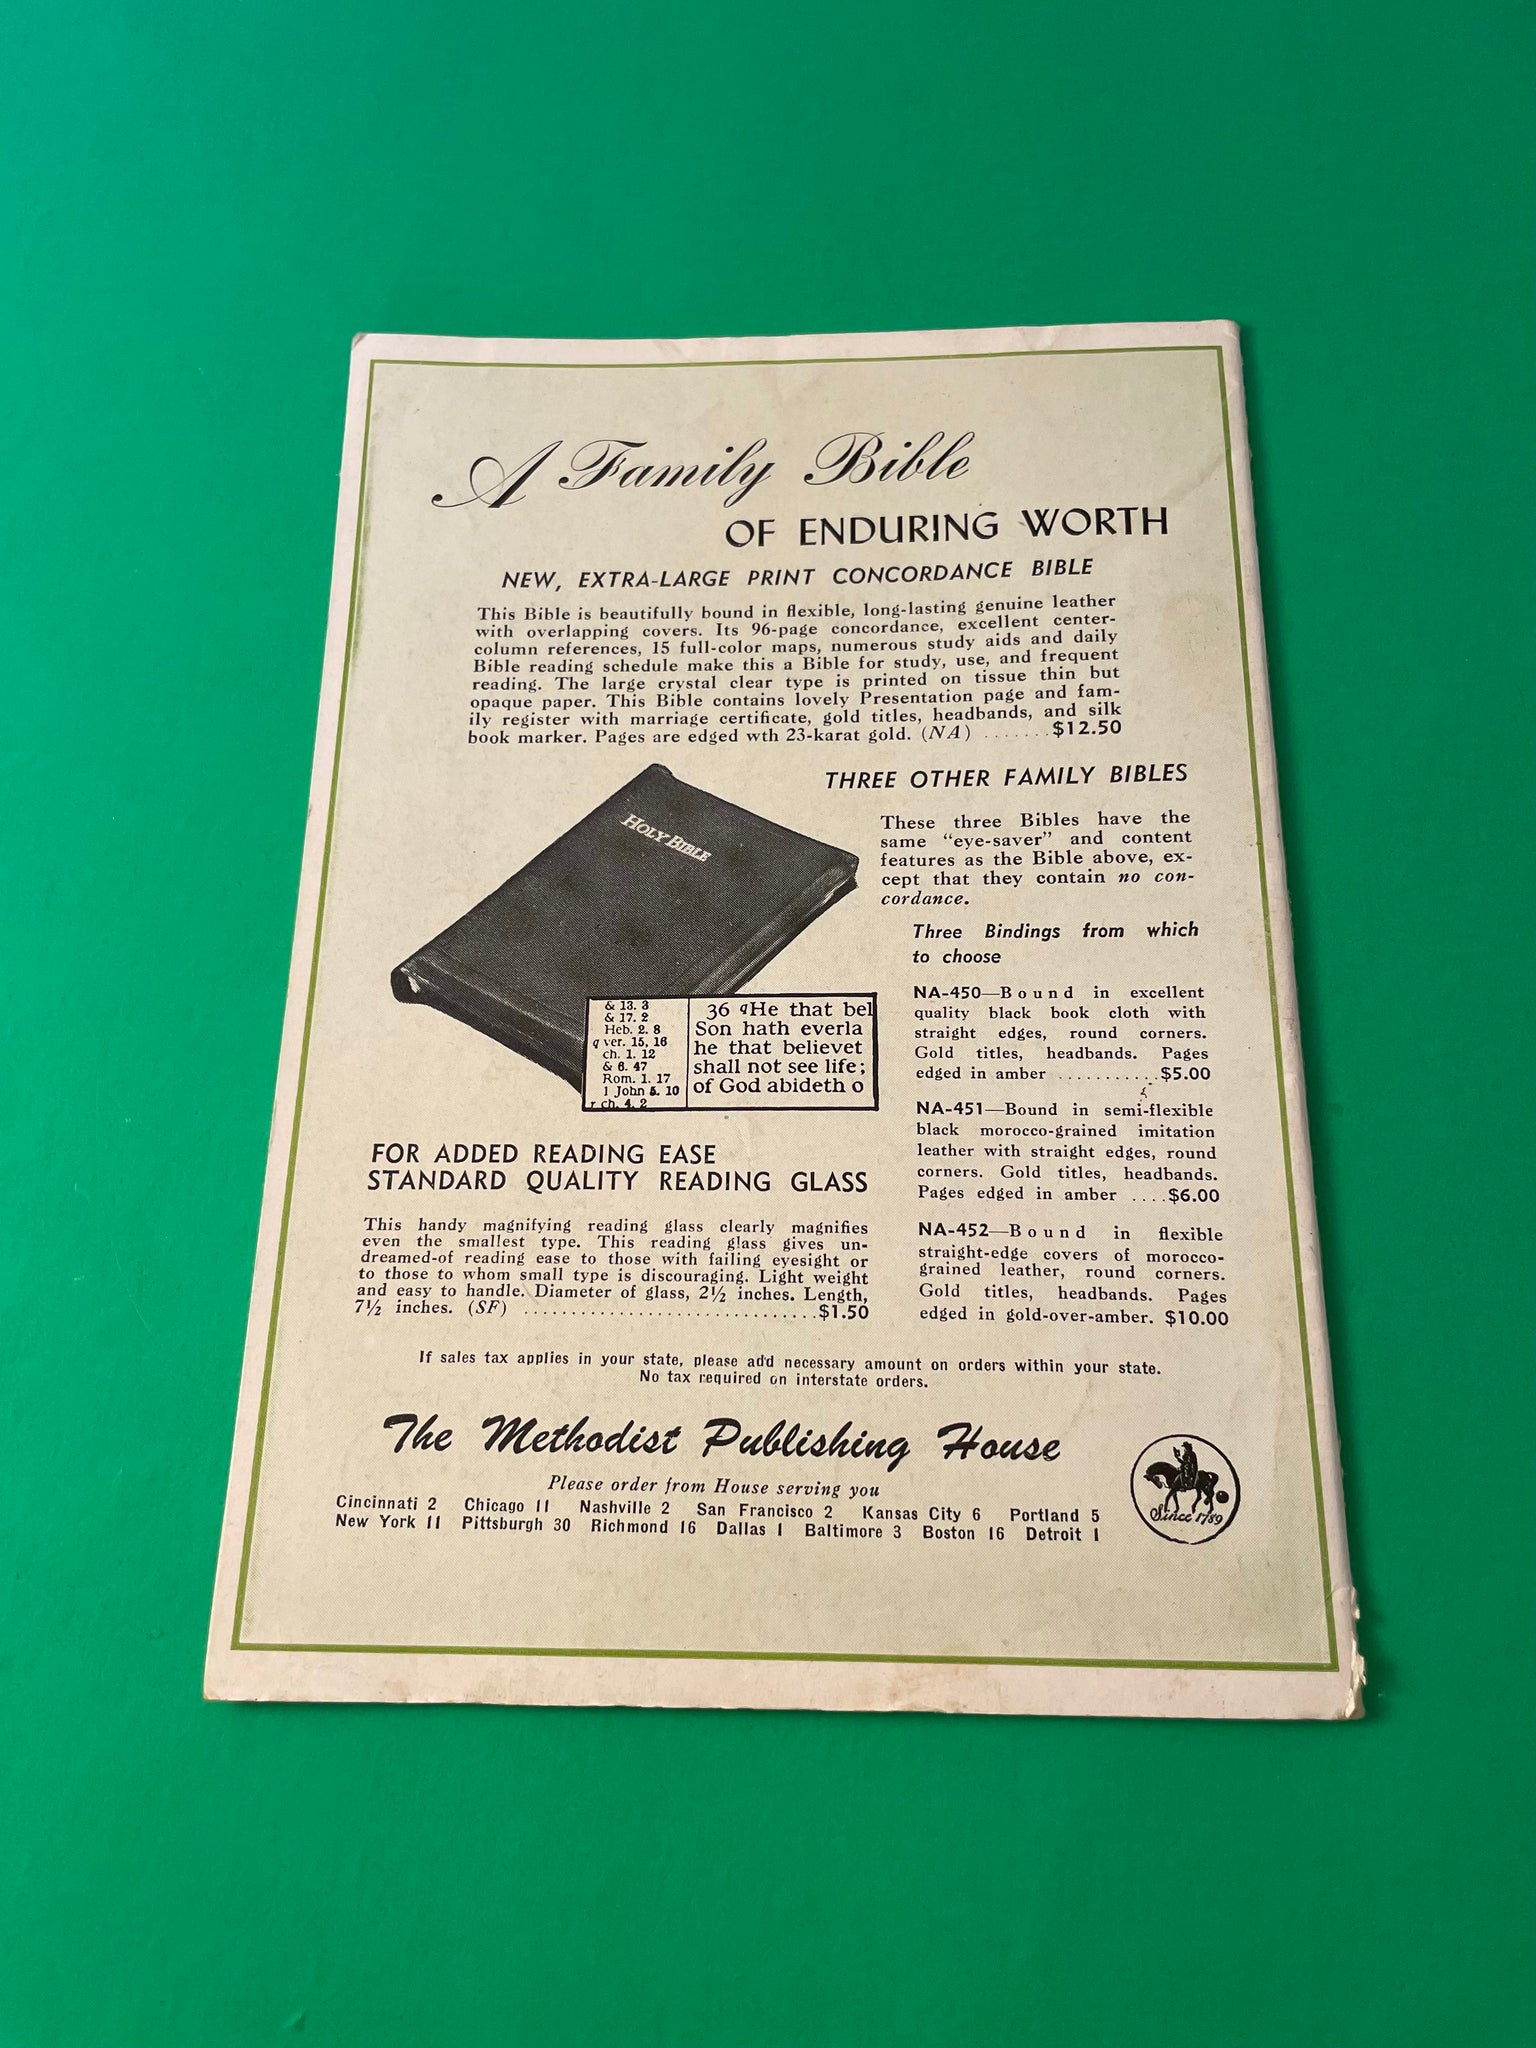 A Family Bible
OF ENDURING WORTH
NEW, EXTRA-LARGE PRINT CONCORDANCE BIBLE
This Bible is beautifully bound in flexible, long-lasting genuine leather
with overlapping covers. Its 96-page concordance, excellent center-
column references, 15 full-color maps, numerous study aids and daily
Bible reading schedule make this a Bible for study, use, and frequent
reading. The large crystal clear type is printed on tissue thin but
opaque paper. This Bible contains lovely Presentation page and fam-
ily register with marriage certificate, gold titles, headbands, and silk
book marker. Pages are edged wth 23-karat gold. (NA) .......$12.50
HOLY BIBLE
& 13. 3
& 17. 2
Heb. 2. 8
q ver. 15, 16
ch. 1. 12
& 6. 47
Rom. 1. 17
1 John 5. 10
r ch. 4. 2
36 qHe that bel
Son hath everla
he that believet
shall not see life;
of God abideth o
THREE OTHER FAMILY BIBLES
These three Bibles have the
same "eye-saver" and content
features as the Bible above, ex-
cept that they contain no con-
cordance.
Three Bindings from which
to choose
NA-450—Bound in excellent
quality black book cloth with
straight edges, round corners.
Gold titles, headbands. Pages
edged in amber ...........$5.00
NA-451—Bound in semi-flexible
black morocco-grained imitation
leather with straight edges, round
corners. Gold titles, headbands.
Pages edged in amber ....$6.00
NA-452—Bound in flexible
straight-edge covers of morocco-
grained leather, round corners.
Gold titles, headbands. Pages
edged in gold-over-amber. $10.00
FOR ADDED READING EASE
STANDARD QUALITY READING GLASS
This handy magnifying reading glass clearly magnifies
even the smallest type. This reading glass gives un-
dreamed-of reading ease to those with failing eyesight or
to those to whom small type is discouraging. Light weight
and easy to handle. Diameter of glass, 2½ inches. Length,
7½ inches. (SF) ..............................$1.50
If sales tax applies in your state, please add necessary amount on orders within your state.
No tax required on interstate orders.
The Methodist Publishing House
Please order from House serving you
Cincinnati 2 Chicago 11 Nashville 2 San Francisco 2 Kansas City 6 Portland 5
New York 11 Pittsburgh 30 Richmond 16 Dallas 1 Baltimore 3 Boston 16 Detroit 1
Since 1789